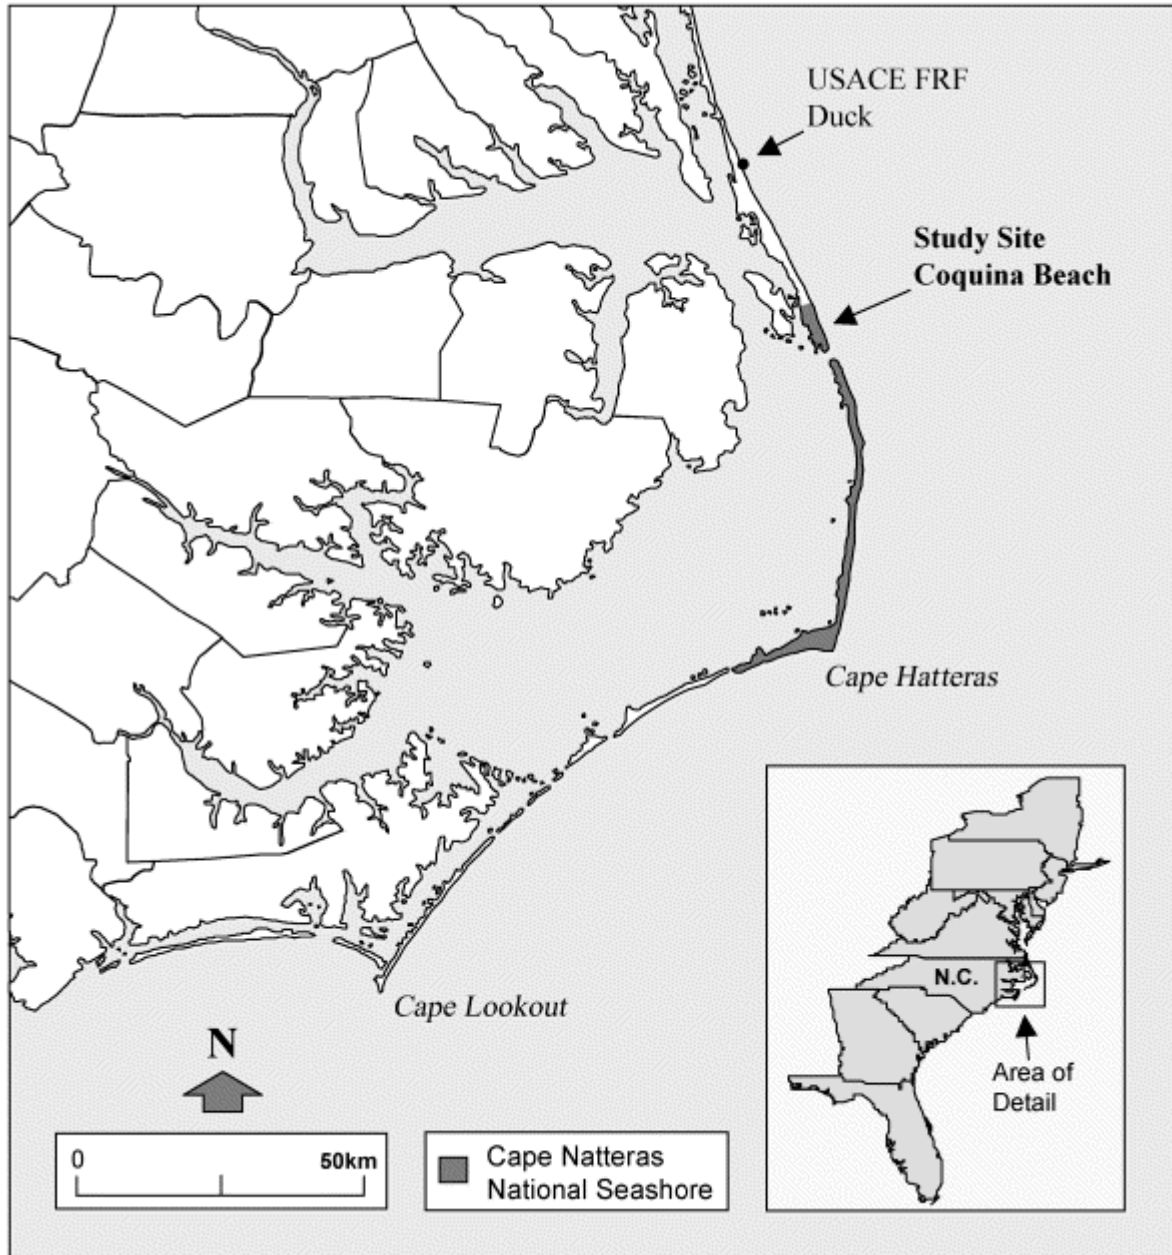 USACE FRF
Duck
Study Site
Coquina Beach
Cape Hatteras
Cape Lookout
N
0
50km
Cape Natteras
National Seashore
N.C.
Area of
Detail